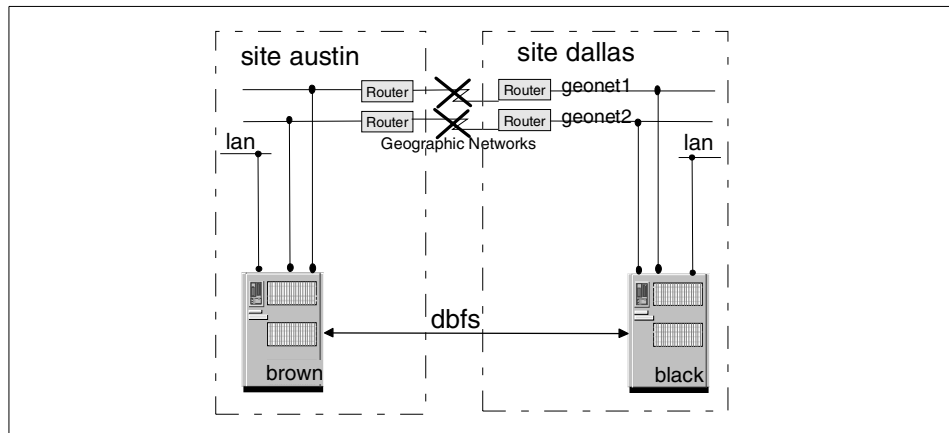 site austin
site dallas
Router
Router
geonet1
Router
Router
geonet2
Geographic Networks
lan
lan
dbfs
brown
black